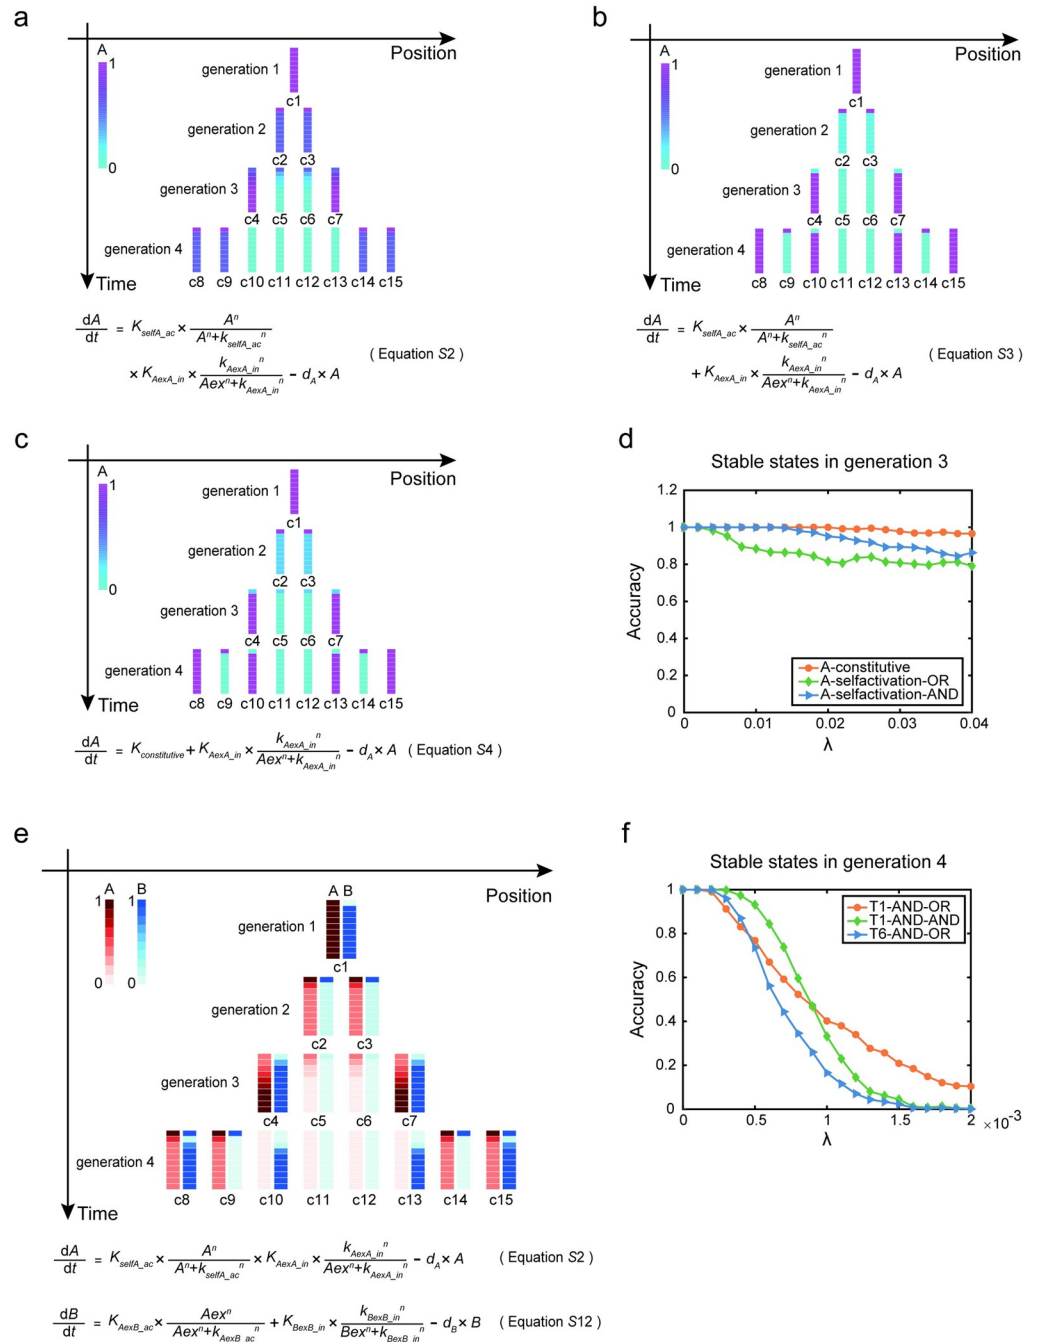 a
Position
A
1
0
generation 1
c1
generation 2
c2 c3
generation 3
c4 c5 c6 c7
generation 4
c8 c9 c10 c11 c12 c13 c14 c15
Time
dA/dt = K_selfA_ac × A^n/(A^n+k_selfA_ac^n)
× K_AexA_in × k_AexA_in^n/(Aex^n+k_AexA_in^n) − d_A × A
( Equation S2 )
b
Position
A
1
0
generation 1
c1
generation 2
c2 c3
generation 3
c4 c5 c6 c7
generation 4
c8 c9 c10 c11 c12 c13 c14 c15
Time
dA/dt = K_selfA_ac × A^n/(A^n+k_selfA_ac^n)
+ K_AexA_in × k_AexA_in^n/(Aex^n+k_AexA_in^n) − d_A × A
( Equation S3 )
c
Position
A
1
0
generation 1
c1
generation 2
c2 c3
generation 3
c4 c5 c6 c7
generation 4
c8 c9 c10 c11 c12 c13 c14 c15
Time
dA/dt = K_constitutive + K_AexA_in × k_AexA_in^n/(Aex^n+k_AexA_in^n) − d_A × A ( Equation S4 )
d
Stable states in generation 3
1.2
1
0.8
0.6
0.4
0.2
0
Accuracy
A-constitutive
A-selfactivation-OR
A-selfactivation-AND
0 0.01 0.02 0.03 0.04
λ
e
Position
A B
1 1
0 0
A B
generation 1
c1
generation 2
c2 c3
generation 3
c4 c5 c6 c7
generation 4
c8 c9 c10 c11 c12 c13 c14 c15
Time
dA/dt = K_selfA_ac × A^n/(A^n+k_selfA_ac^n) × K_AexA_in × k_AexA_in^n/(Aex^n+k_AexA_in^n) − d_A × A ( Equation S2 )
dB/dt = K_AexB_ac × Aex^n/(Aex^n+k_AexB_ac^n) + K_BexB_in × k_BexB_in^n/(Bex^n+k_BexB_in^n) − d_B × B ( Equation S12 )
f
Stable states in generation 4
1
0.8
0.6
0.4
0.2
0
Accuracy
T1-AND-OR
T1-AND-AND
T6-AND-OR
0 0.5 1 1.5 2
×10^-3
λ